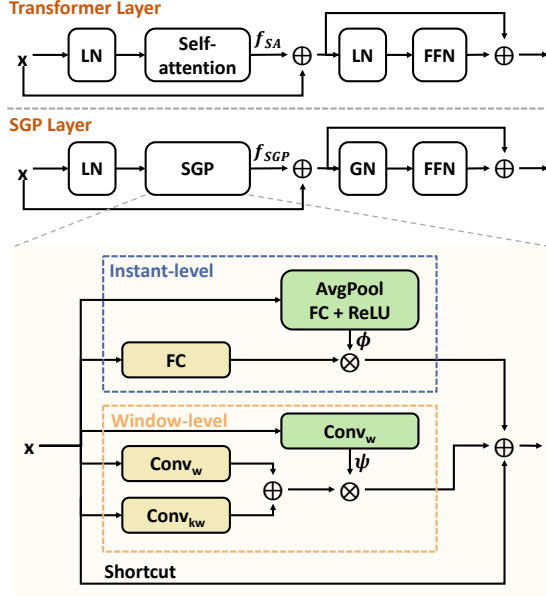 Transformer Layer
x
LN
Self-
attention
f_SA
⊕
LN
FFN
⊕
SGP Layer
x
LN
SGP
f_SGP
⊕
GN
FFN
⊕
Instant-level
AvgPool
FC + ReLU
ϕ
FC
⊗
Window-level
x
Conv_w
ψ
Conv_w
⊕
⊗
⊕
Conv_kw
Shortcut